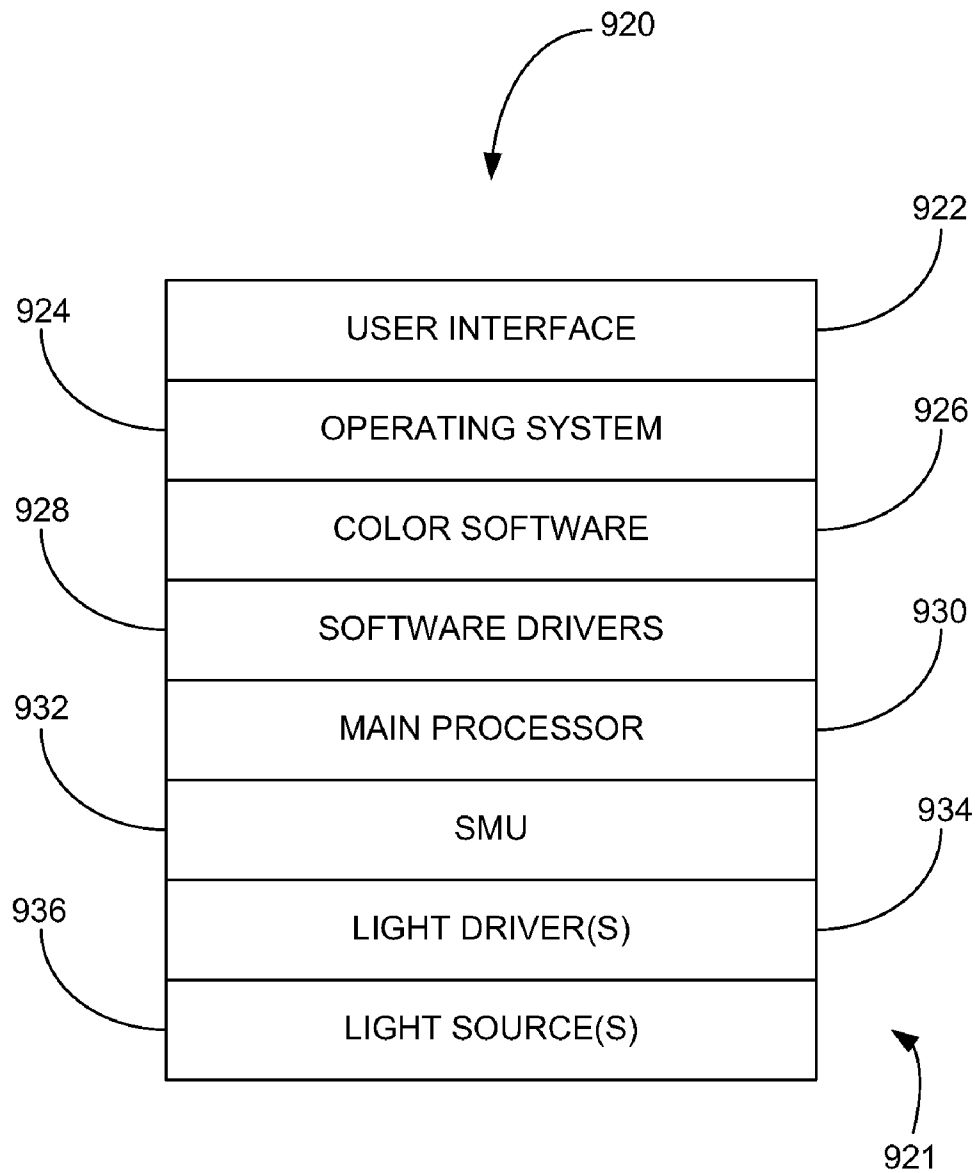 920
922
USER INTERFACE
924
OPERATING SYSTEM
926
COLOR SOFTWARE
928
SOFTWARE DRIVERS
930
MAIN PROCESSOR
932
SMU
934
LIGHT DRIVER(S)
936
LIGHT SOURCE(S)
921